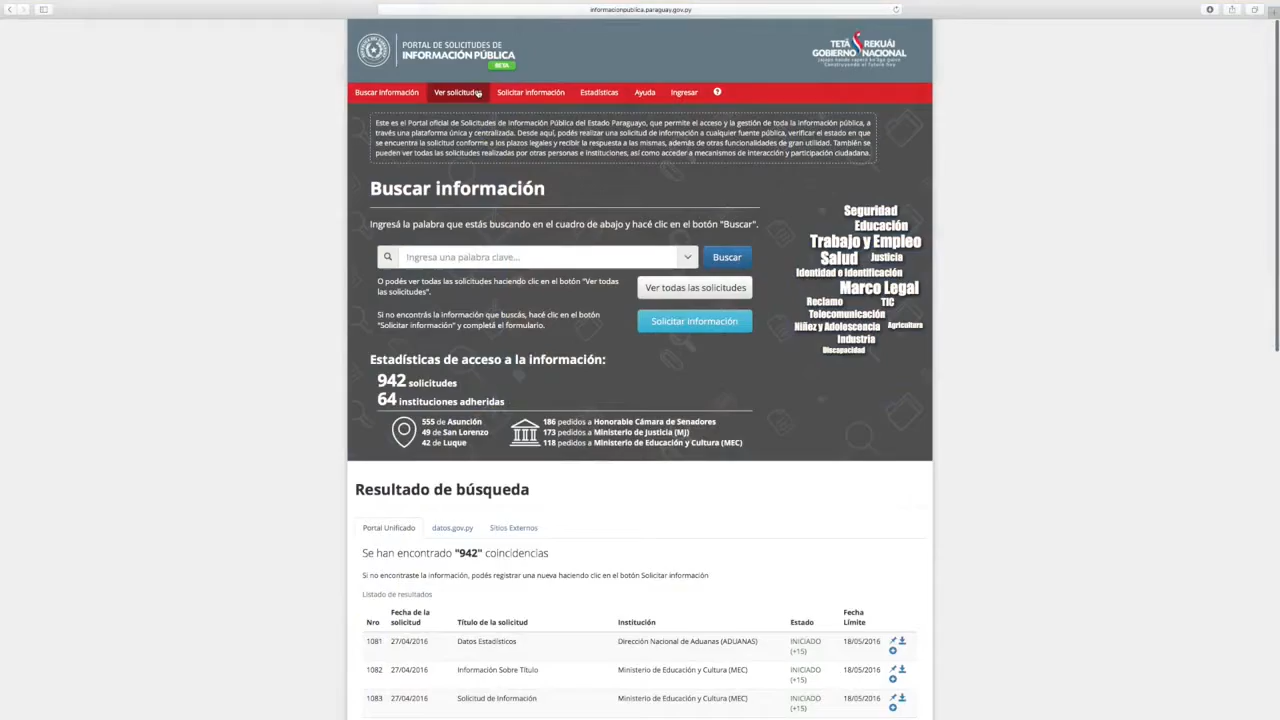 informacionpublica.paraguay.gov.py
PORTAL DE SOLICITUDES DE
INFORMACIÓN PÚBLICA
BETA
TETÃ REKUÁI
GOBIERNO NACIONAL
Buscar Información Ver solicitudes Solicitar información Estadísticas Ayuda Ingresar
Este es el Portal oficial de Solicitudes de Información Pública del Estado Paraguayo, que permite el acceso y la gestión de toda la información pública, a
través una plataforma única y centralizada. Desde aquí, podés realizar una solicitud de información a cualquier fuente pública, verificar el estado en que
se encuentra la solicitud conforme a los plazos legales y recibir la respuesta a las mismas, además de otras funcionalidades de gran utilidad. También se
pueden ver todas las solicitudes realizadas por otras personas e instituciones, así como acceder a mecanismos de interacción y participación ciudadana.
Buscar información
Ingresá la palabra que estás buscando en el cuadro de abajo y hacé clic en el botón "Buscar".
Ingresa una palabra clave...
Buscar
O podés ver todas las solicitudes haciendo clic en el botón "Ver todas
las solicitudes".
Ver todas las solicitudes
Si no encontrás la información que buscás, hacé clic en el botón
"Solicitar información" y completá el formulario.
Solicitar información
Seguridad
Educación
Trabajo y Empleo
Salud Justicia
Identidad e Identificación
Marco Legal
Reclamo TIC
Telecomunicación
Niñez y Adolescencia Agricultura
Industria
Discapacidad
Estadísticas de acceso a la información:
942 solicitudes
64 instituciones adheridas
555 de Asunción
49 de San Lorenzo
42 de Luque
186 pedidos a Honorable Cámara de Senadores
173 pedidos a Ministerio de Justicia (MJ)
118 pedidos a Ministerio de Educación y Cultura (MEC)
Resultado de búsqueda
Portal Unificado datos.gov.py Sitios Externos
Se han encontrado "942" coincidencias
Si no encontraste la información, podés registrar una nueva haciendo clic en el botón Solicitar información
Listado de resultados
Nro Fecha de la solicitud Título de la solicitud Institución Estado Fecha Límite
1081 27/04/2016 Datos Estadísticos Dirección Nacional de Aduanas (ADUANAS) INICIADO (+15) 18/05/2016
1082 27/04/2016 Información Sobre Título Ministerio de Educación y Cultura (MEC) INICIADO (+15) 18/05/2016
1083 27/04/2016 Solicitud de Información Ministerio de Educación y Cultura (MEC) INICIADO (+15) 18/05/2016